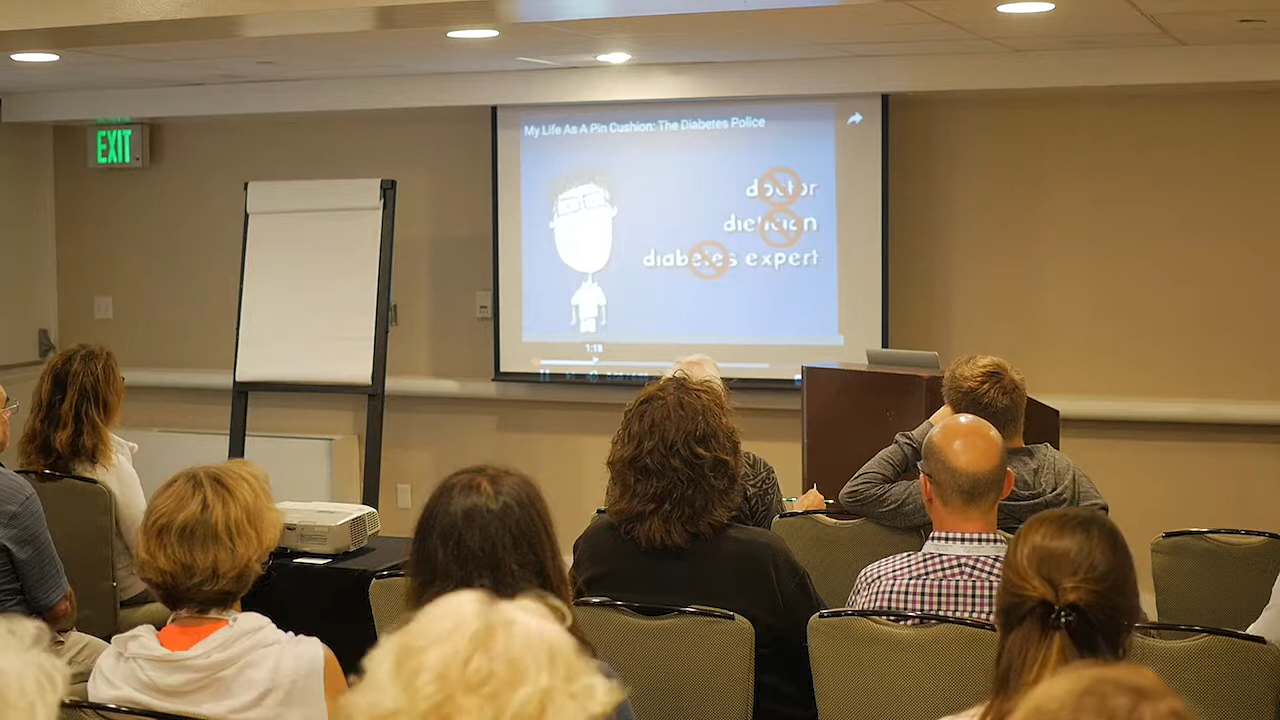 EXIT
My Life As A Pin Cushion: The Diabetes Police
doctor
dietician
diabetes expert
1:18